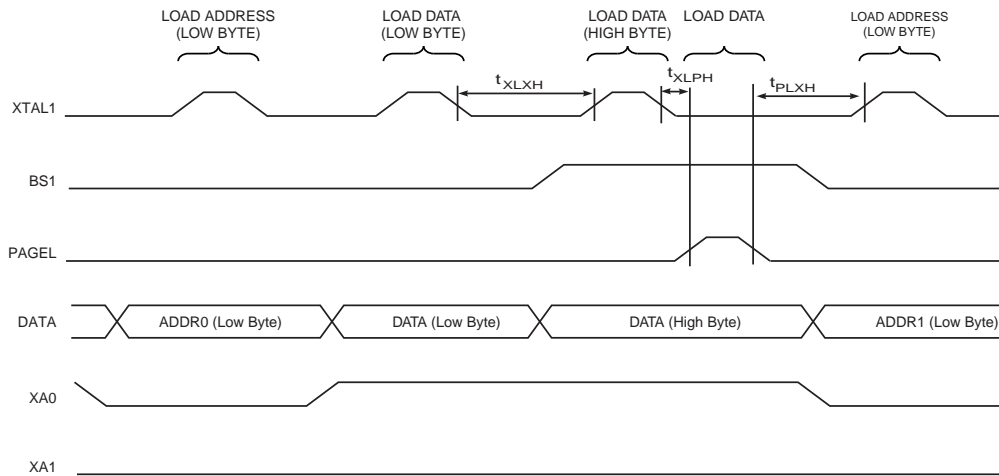 LOAD ADDRESS
(LOW BYTE)
LOAD DATA
(LOW BYTE)
LOAD DATA
(HIGH BYTE)
LOAD DATA
LOAD ADDRESS
(LOW BYTE)
tXLXH
tXLPH
tPLXH
XTAL1
BS1
PAGEL
DATA
ADDR0 (Low Byte)
DATA (Low Byte)
DATA (High Byte)
ADDR1 (Low Byte)
XA0
XA1